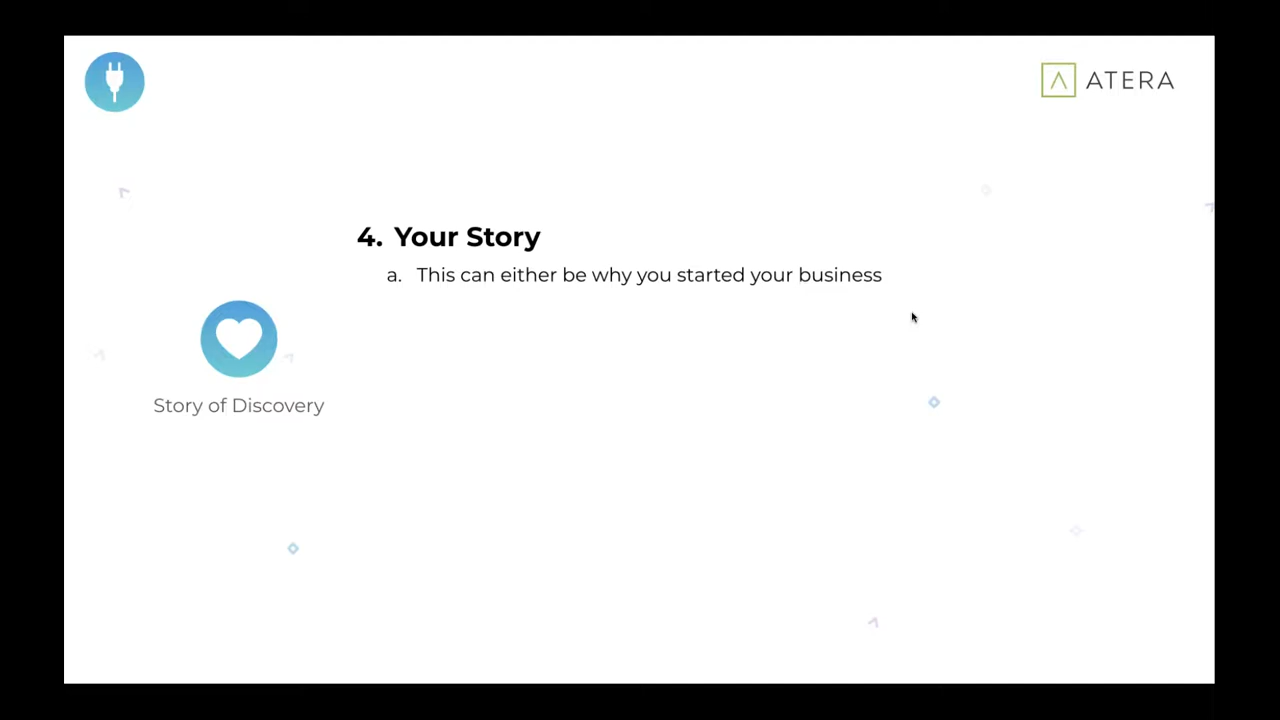 ATERA
4. Your Story
a. This can either be why you started your business
Story of Discovery